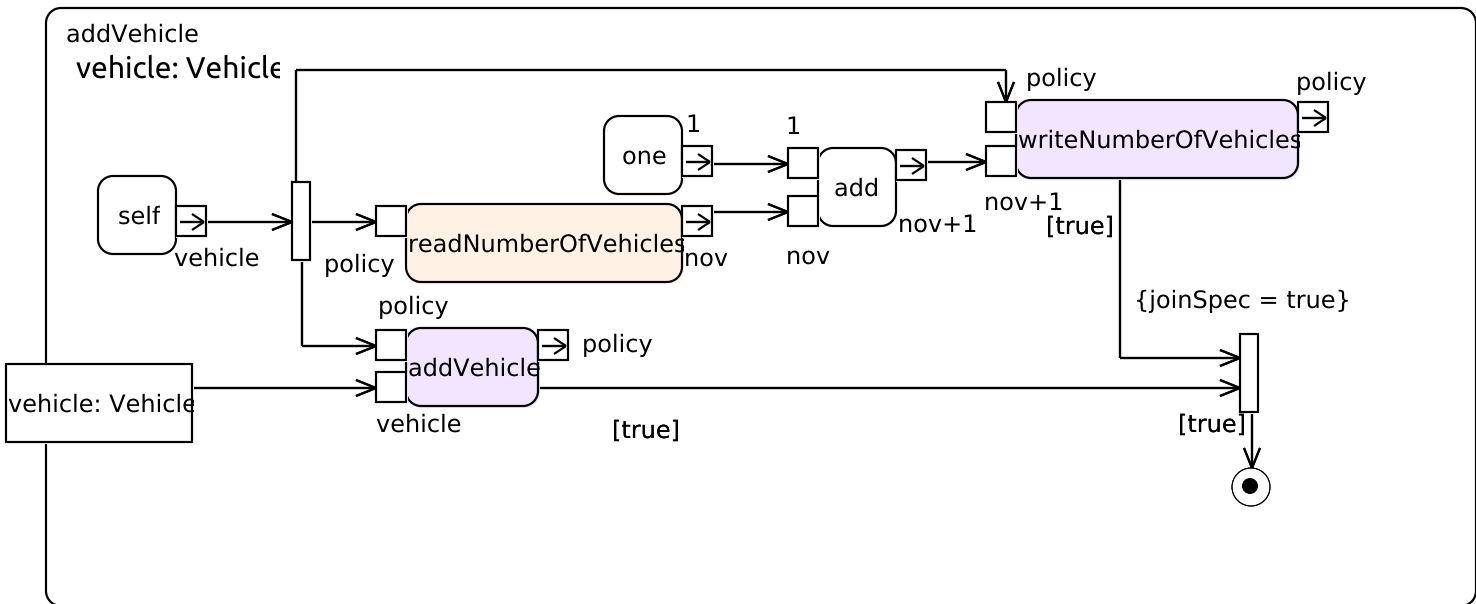 addVehicle
vehicle: Vehicle
policy
policy
1
1
one
writeNumberOfVehicles
add
self
nov+1
nov+1
[true]
readNumberOfVehicles
vehicle
policy
nov
nov
policy
{joinSpec = true}
policy
addVehicle
vehicle: Vehicle
vehicle
[true]
[true]